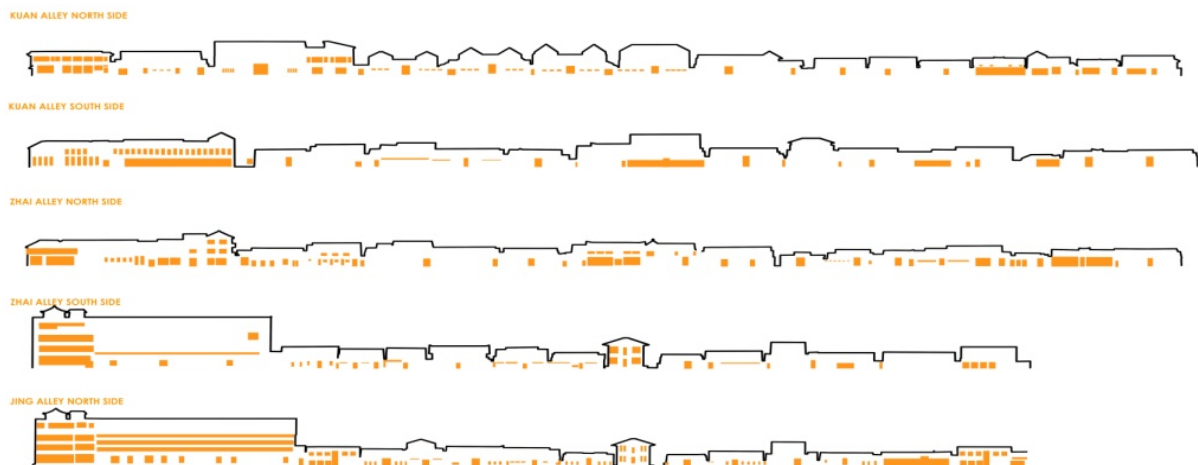 KUAN ALLEY NORTH SIDE
KUAN ALLEY SOUTH SIDE
ZHAI ALLEY NORTH SIDE
ZHAI ALLEY SOUTH SIDE
JING ALLEY NORTH SIDE